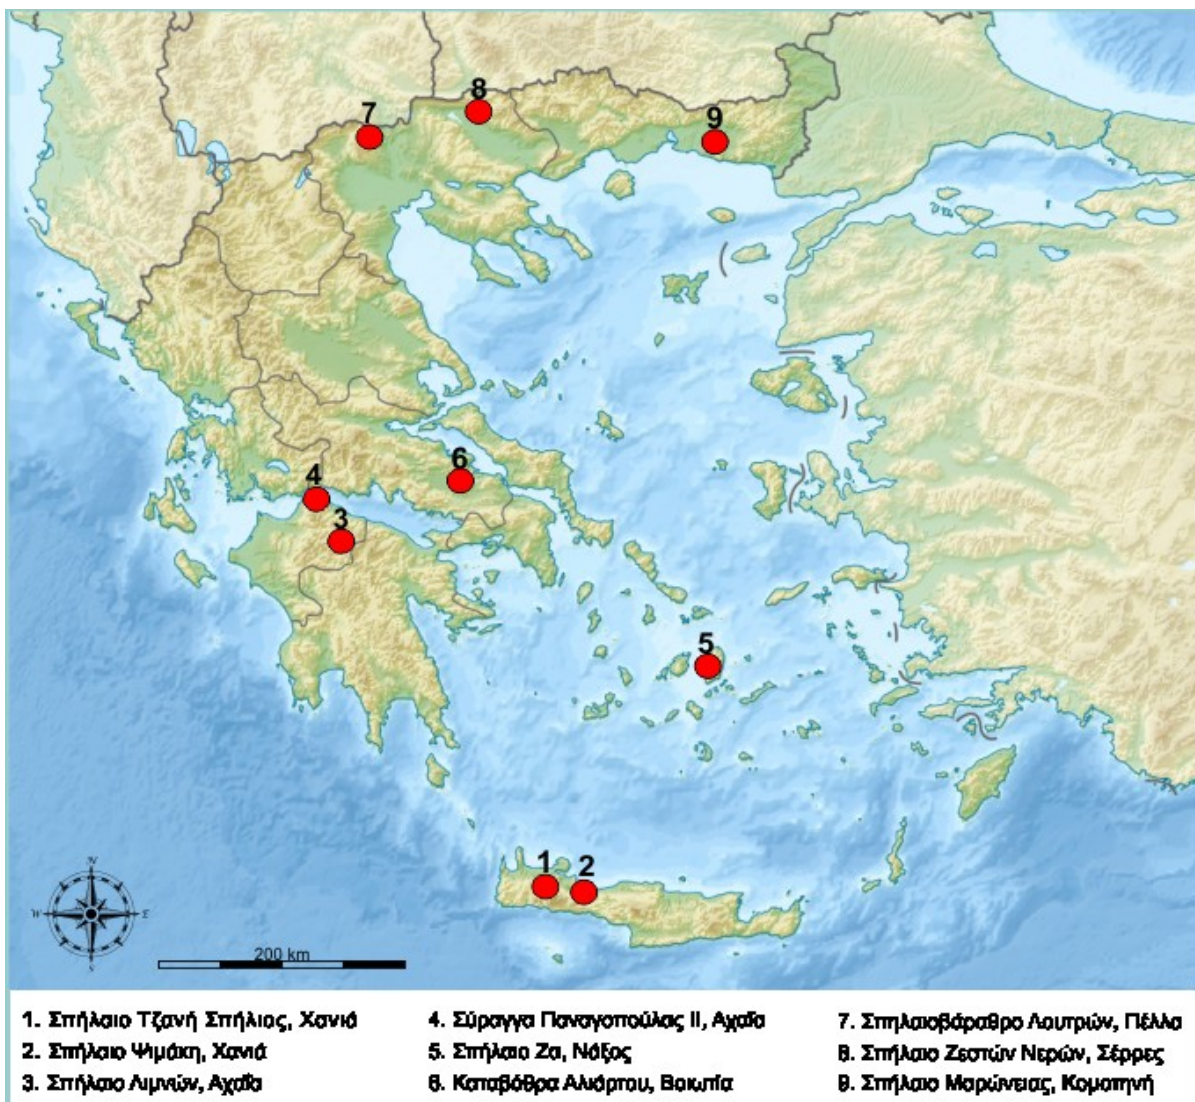 7
8
9
4
6
3
5
1
2
N
W
E
S
200 km
1. Σπήλαιο Τζανή Σπήλιος, Χανιά
2. Σπήλαιο Ψιμάκη, Χανιά
3. Σπήλαιο Λιμνών, Αχαΐα
4. Σύραγγα Παναγοπούλας ΙΙ, Αχαΐα
5. Σπήλαιο Ζα, Νάξος
6. Καταβόθρα Αλιάρτου, Βοιωτία
7. Σπηλαιοβάραθρο Λουτρών, Πέλλα
8. Σπήλαιο Ζεστών Νερών, Σέρρες
9. Σπήλαιο Μαρώνειας, Κομοτηνή